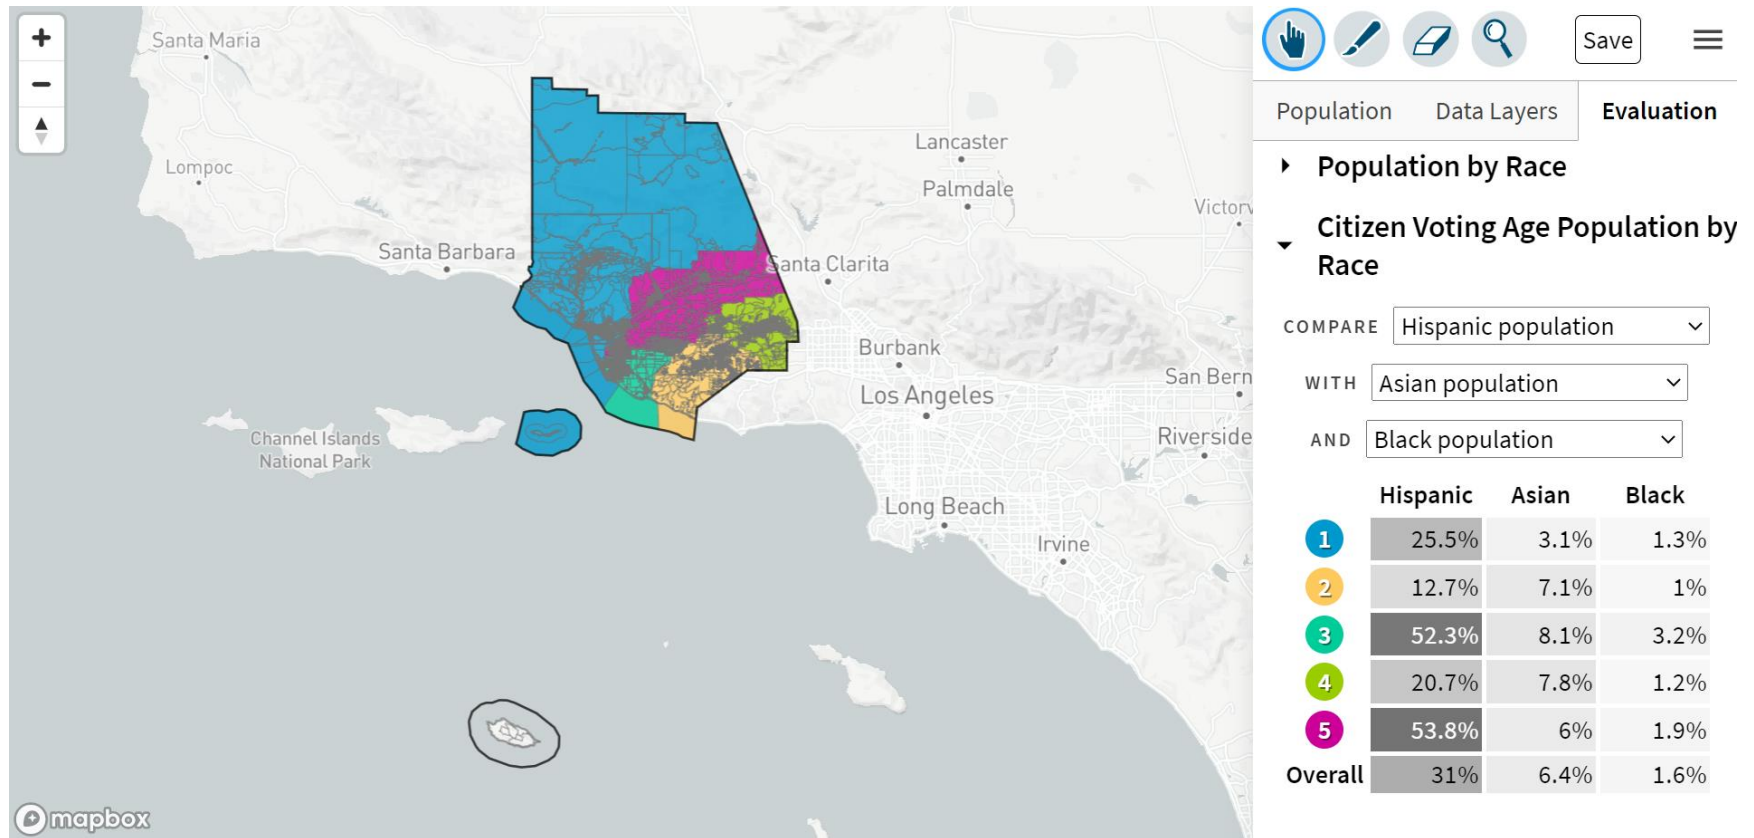 +
−
Santa Maria
Lompoc
Santa Barbara
Lancaster
Palmdale
Victorv
Santa Clarita
Burbank
San Bern
Los Angeles
Riverside
Channel Islands
National Park
Long Beach
Irvine
mapbox
Save
Population Data Layers Evaluation
Population by Race
Citizen Voting Age Population by
Race
COMPARE Hispanic population
WITH Asian population
AND Black population
Hispanic Asian Black
1 25.5% 3.1% 1.3%
2 12.7% 7.1% 1%
3 52.3% 8.1% 3.2%
4 20.7% 7.8% 1.2%
5 53.8% 6% 1.9%
Overall 31% 6.4% 1.6%